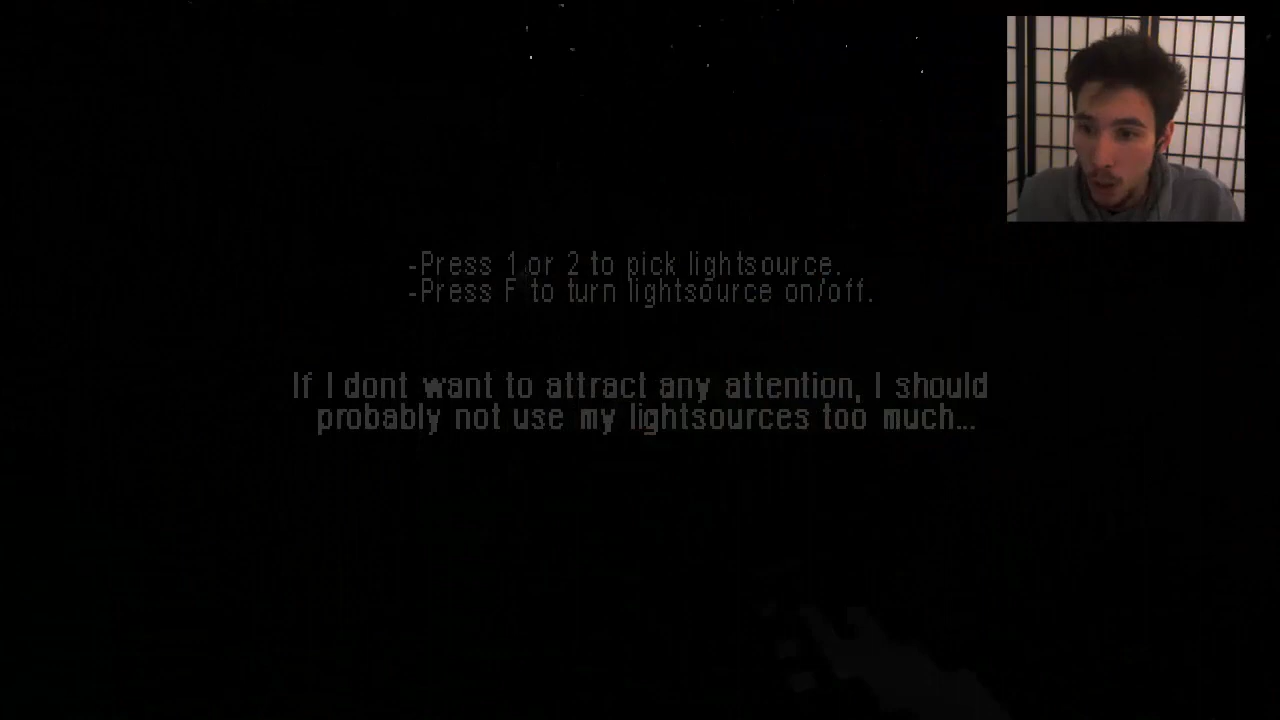 -Press 1 or 2 to pick lightsource.
-Press F to turn lightsource on/off.
If I dont want to attract any attention, I should
probably not use my lightsources too much...